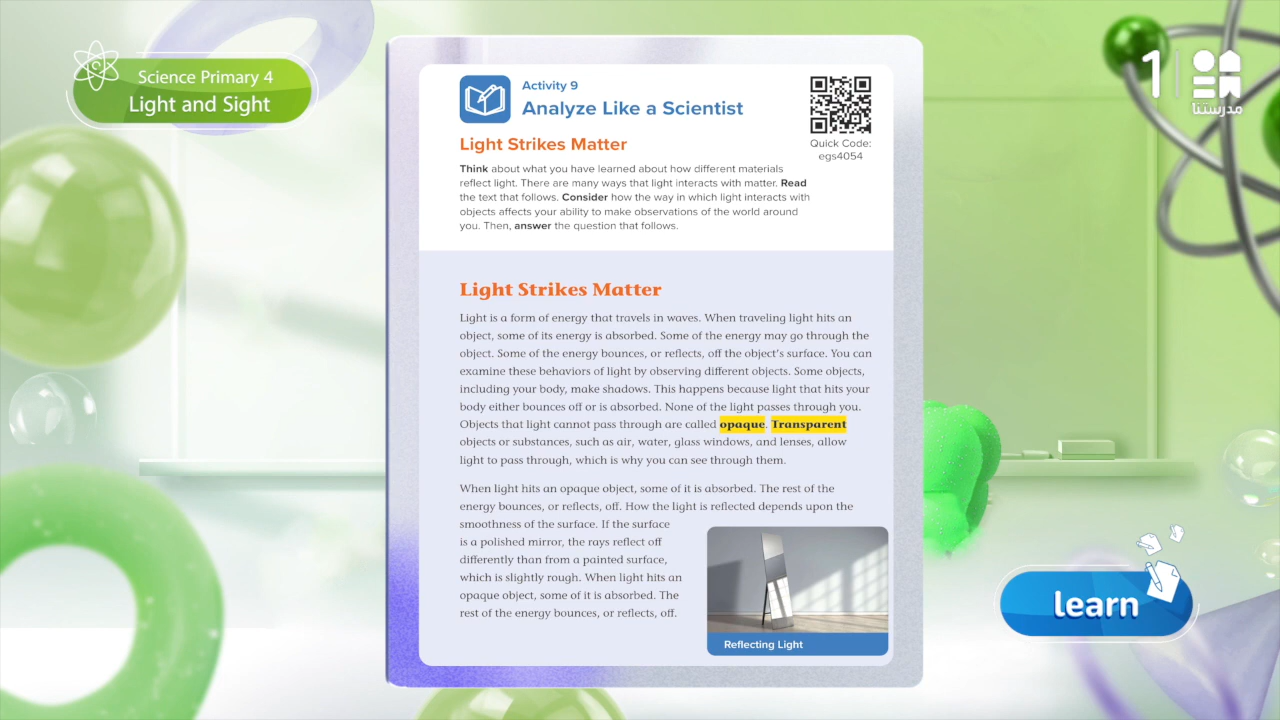 Science Primary 4
Light and Sight
1
مدرستنا
Activity 9
Analyze Like a Scientist
Quick Code:
egs4054
Light Strikes Matter
Think about what you have learned about how different materials
reflect light. There are many ways that light interacts with matter. Read
the text that follows. Consider how the way in which light interacts with
objects affects your ability to make observations of the world around
you. Then, answer the question that follows.
Light Strikes Matter
Light is a form of energy that travels in waves. When traveling light hits an
object, some of its energy is absorbed. Some of the energy may go through the
object. Some of the energy bounces, or reflects, off the object's surface. You can
examine these behaviors of light by observing different objects. Some objects,
including your body, make shadows. This happens because light that hits your
body either bounces off or is absorbed. None of the light passes through you.
Objects that light cannot pass through are called opaque. Transparent
objects or substances, such as air, water, glass windows, and lenses, allow
light to pass through, which is why you can see through them.
When light hits an opaque object, some of it is absorbed. The rest of the
energy bounces, or reflects, off. How the light is reflected depends upon the
smoothness of the surface. If the surface
is a polished mirror, the rays reflect off
differently than from a painted surface,
which is slightly rough. When light hits an
opaque object, some of it is absorbed. The
rest of the energy bounces, or reflects, off.
Reflecting Light
learn